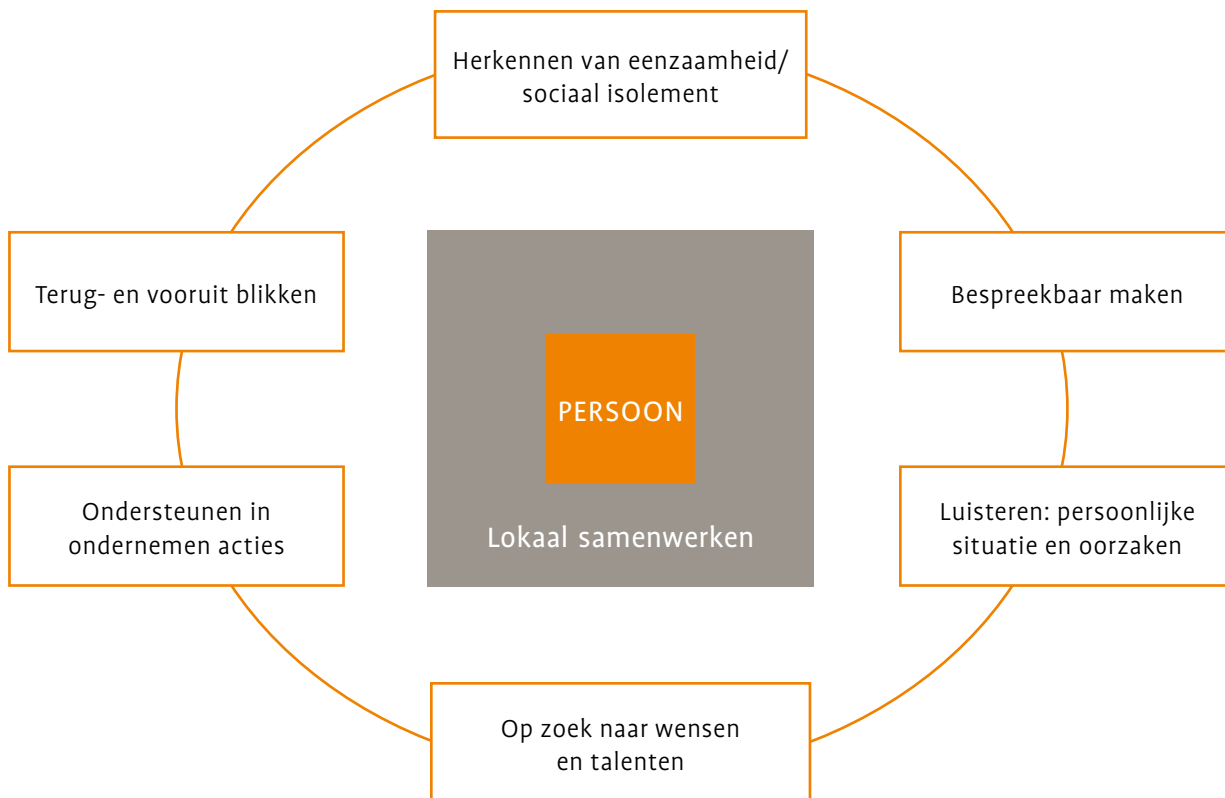 Herkennen van eenzaamheid/
sociaal isolement
Terug- en vooruit blikken
Bespreekbaar maken
PERSOON
Lokaal samenwerken
Ondersteunen in
ondernemen acties
Luisteren: persoonlijke
situatie en oorzaken
Op zoek naar wensen
en talenten